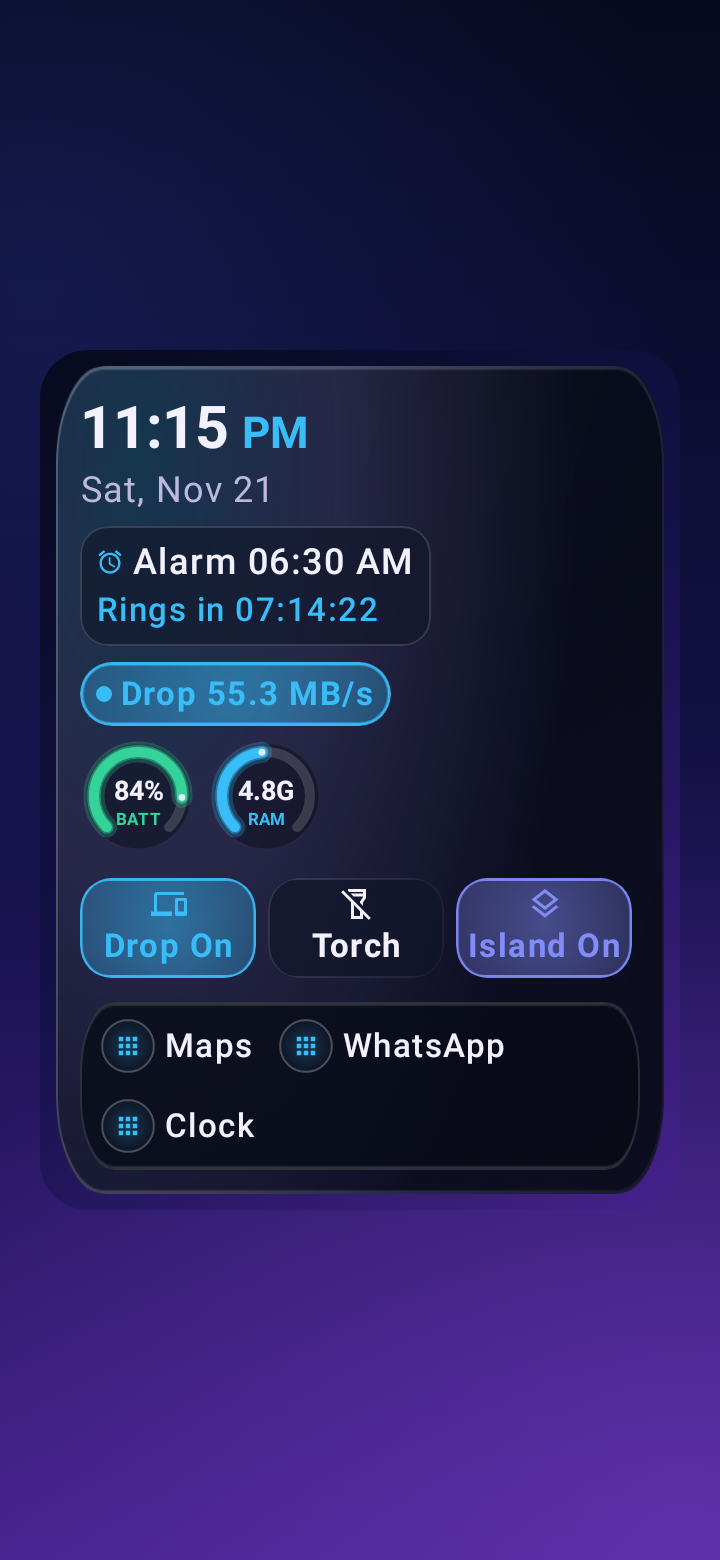 11:15 PM
Sat, Nov 21
Alarm 06:30 AM
Rings in 07:14:22
Drop 55.3 MB/s
84% 4.8G
BATT RAM
Drop On Torch Island On
Maps WhatsApp
Clock